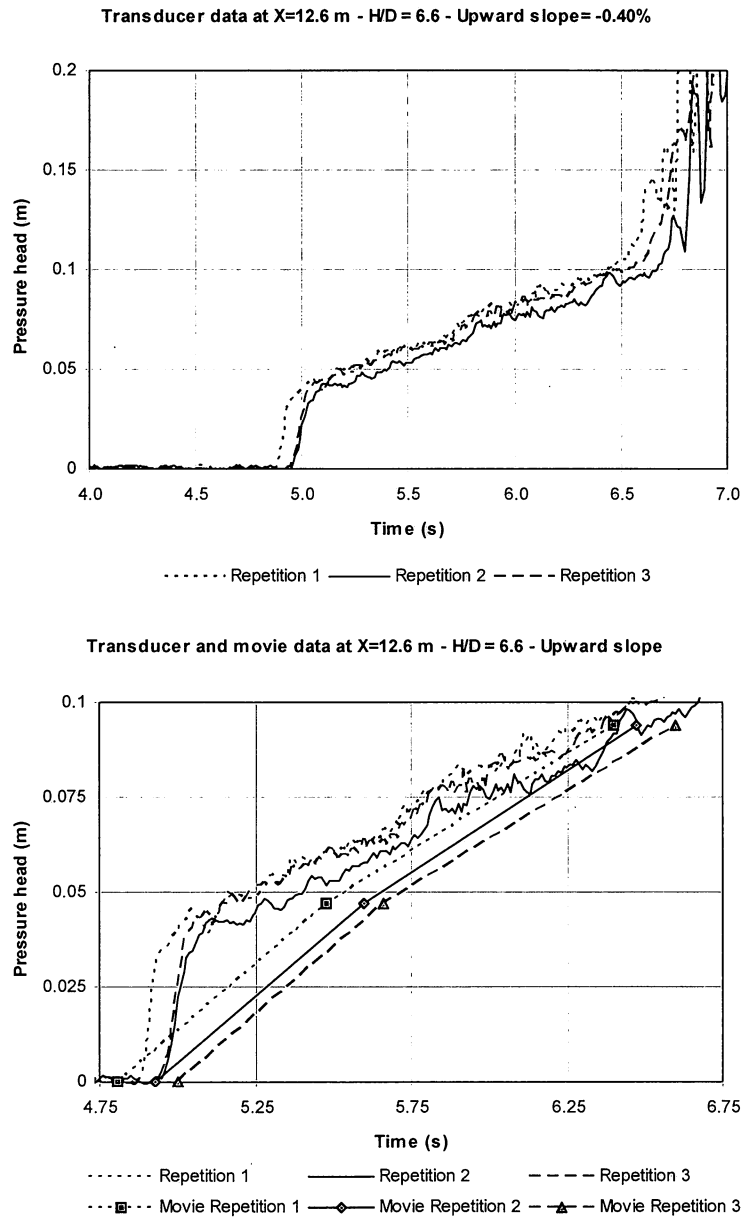 Transducer data at X=12.6 m - H/D = 6.6 - Upward slope= -0.40%
Pressure head (m)
0.2
0.15
0.1
0.05
0
4.0 4.5 5.0 5.5 6.0 6.5 7.0
Time (s)
Repetition 1 Repetition 2 Repetition 3
Transducer and movie data at X=12.6 m - H/D = 6.6 - Upward slope
Pressure head (m)
0.1
0.075
0.05
0.025
0
4.75 5.25 5.75 6.25 6.75
Time (s)
Repetition 1 Repetition 2 Repetition 3
Movie Repetition 1 Movie Repetition 2 Movie Repetition 3